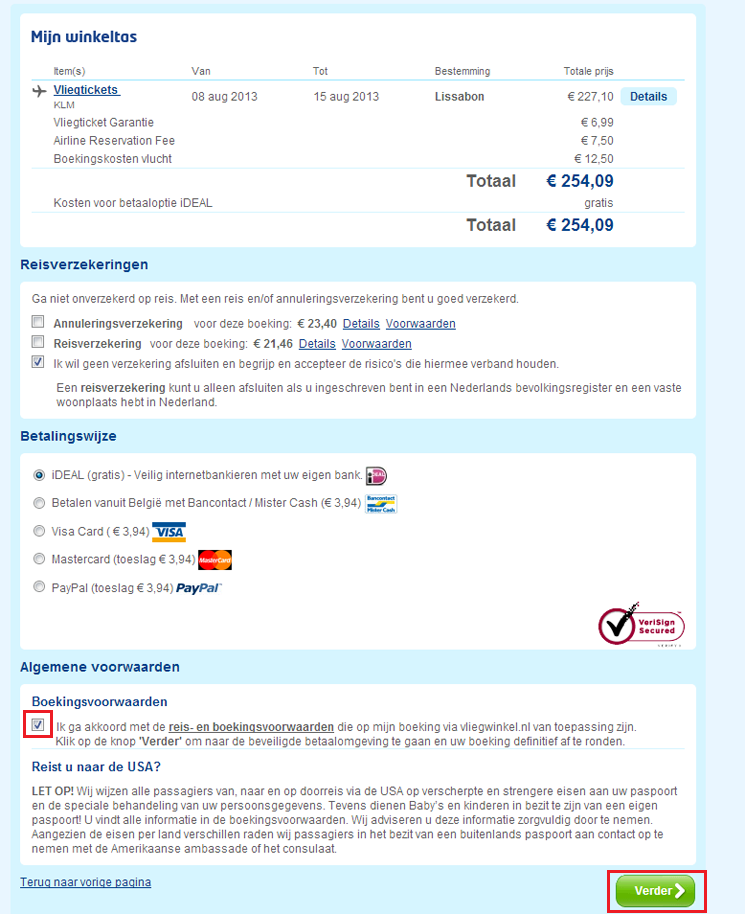 Mijn winkeltas
Item(s) Van Tot Bestemming Totale prijs
Vliegtickets 08 aug 2013 15 aug 2013 Lissabon € 227,10 Details
KLM
Vliegticket Garantie € 6,99
Airline Reservation Fee € 7,50
Boekingskosten vlucht € 12,50
Totaal € 254,09
Kosten voor betaaloptie iDEAL gratis
Totaal € 254,09
Reisverzekeringen
Ga niet onverzekerd op reis. Met een reis en/of annuleringsverzekering bent u goed verzekerd.
Annuleringsverzekering voor deze boeking: € 23,40 Details Voorwaarden
Reisverzekering voor deze boeking: € 21,46 Details Voorwaarden
Ik wil geen verzekering afsluiten en begrijp en accepteer de risico's die hiermee verband houden.
Een reisverzekering kunt u alleen afsluiten als u ingeschreven bent in een Nederlands bevolkingsregister en een vaste
woonplaats hebt in Nederland.
Betalingswijze
iDEAL (gratis) - Veilig internetbankieren met uw eigen bank. iDEAL
Betalen vanuit België met Bancontact / Mister Cash (€ 3,94) Bancontact Mister Cash
Visa Card ( € 3,94) VISA
Mastercard (toeslag € 3,94) MasterCard
PayPal (toeslag € 3,94) PayPal
VeriSign
Secured
Algemene voorwaarden
Boekingsvoorwaarden
Ik ga akkoord met de reis- en boekingsvoorwaarden die op mijn boeking via vliegwinkel.nl van toepassing zijn.
Klik op de knop 'Verder' om naar de beveiligde betaalomgeving te gaan en uw boeking definitief af te ronden.
Reist u naar de USA?
LET OP! Wij wijzen alle passagiers van, naar en op doorreis via de USA op verscherpte en strengere eisen aan uw paspoort
en de speciale behandeling van uw persoonsgegevens. Tevens dienen Baby's en kinderen in bezit te zijn van een eigen
paspoort! U vindt alle informatie in de boekingsvoorwaarden. Wij adviseren u deze informatie zorgvuldig door te nemen.
Aangezien de eisen per land verschillen raden wij passagiers in het bezit van een buitenlands paspoort aan contact op te
nemen met de Amerikaanse ambassade of het consulaat.
Terug naar vorige pagina
Verder